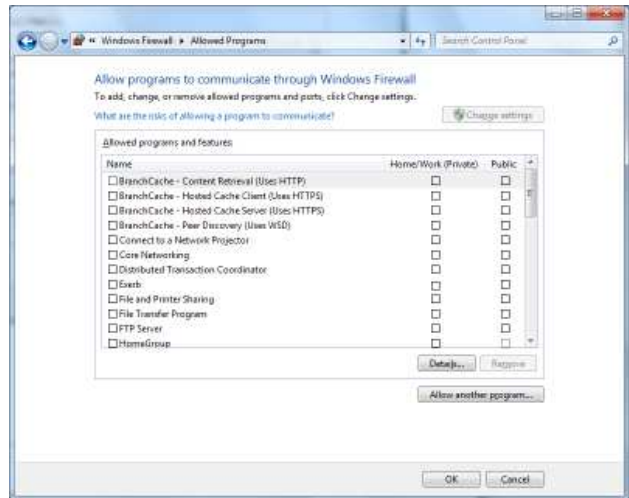 « Windows Firewall ▸ Allowed Programs
Search Control Panel
Allow programs to communicate through Windows Firewall
To add, change, or remove allowed programs and ports, click Change settings.
What are the risks of allowing a program to communicate?
Change settings
Allowed programs and features:
Name Home/Work (Private) Public
BranchCache - Content Retrieval (Uses HTTP)
BranchCache - Hosted Cache Client (Uses HTTPS)
BranchCache - Hosted Cache Server (Uses HTTPS)
BranchCache - Peer Discovery (Uses WSD)
Connect to a Network Projector
Core Networking
Distributed Transaction Coordinator
Exerb
File and Printer Sharing
File Transfer Program
FTP Server
HomeGroup
Details... Remove
Allow another program...
OK Cancel